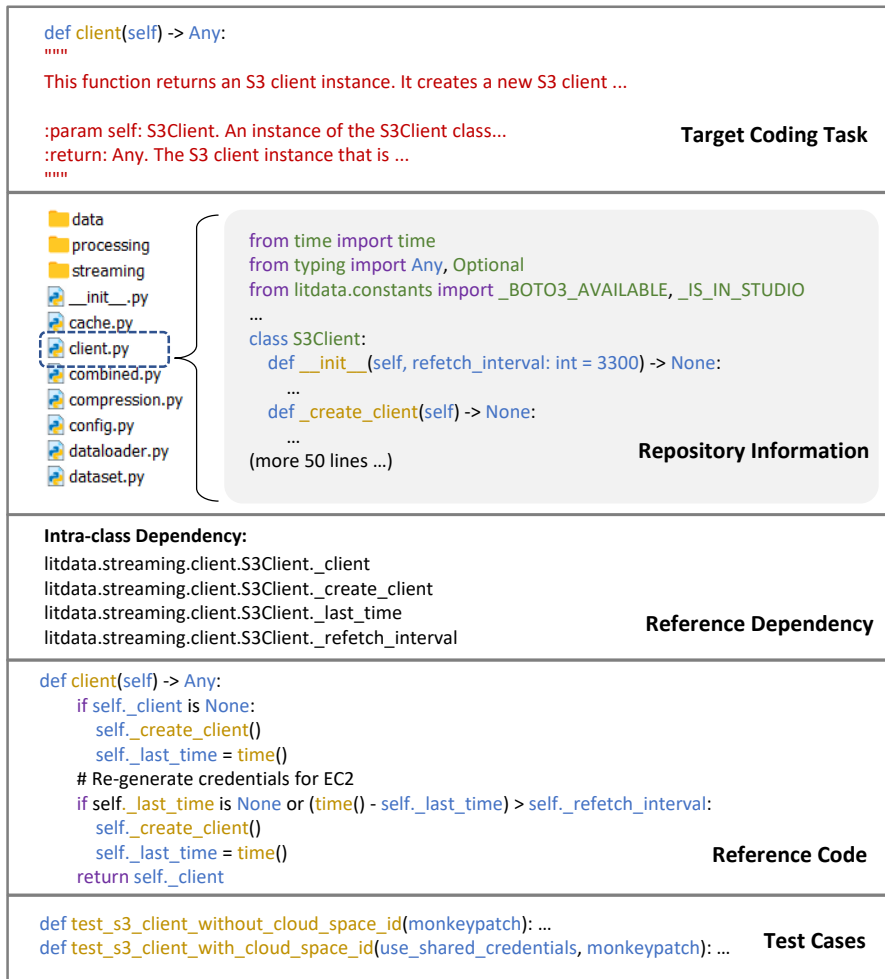 def client(self) -> Any:
"""
This function returns an S3 client instance. It creates a new S3 client ...
:param self: S3Client. An instance of the S3Client class...
:return: Any. The S3 client instance that is ...
"""
Target Coding Task
data
processing
streaming
__init__.py
cache.py
client.py
combined.py
compression.py
config.py
dataloader.py
dataset.py
from time import time
from typing import Any, Optional
from litdata.constants import _BOTO3_AVAILABLE, _IS_IN_STUDIO
...
class S3Client:
def __init__(self, refetch_interval: int = 3300) -> None:
...
def _create_client(self) -> None:
...
(more 50 lines ...)
Repository Information
Intra-class Dependency:
litdata.streaming.client.S3Client._client
litdata.streaming.client.S3Client._create_client
litdata.streaming.client.S3Client._last_time
litdata.streaming.client.S3Client._refetch_interval
Reference Dependency
def client(self) -> Any:
if self._client is None:
self._create_client()
self._last_time = time()
# Re-generate credentials for EC2
if self._last_time is None or (time() - self._last_time) > self._refetch_interval:
self._create_client()
self._last_time = time()
return self._client
Reference Code
def test_s3_client_without_cloud_space_id(monkeypatch): ...
def test_s3_client_with_cloud_space_id(use_shared_credentials, monkeypatch): ...
Test Cases